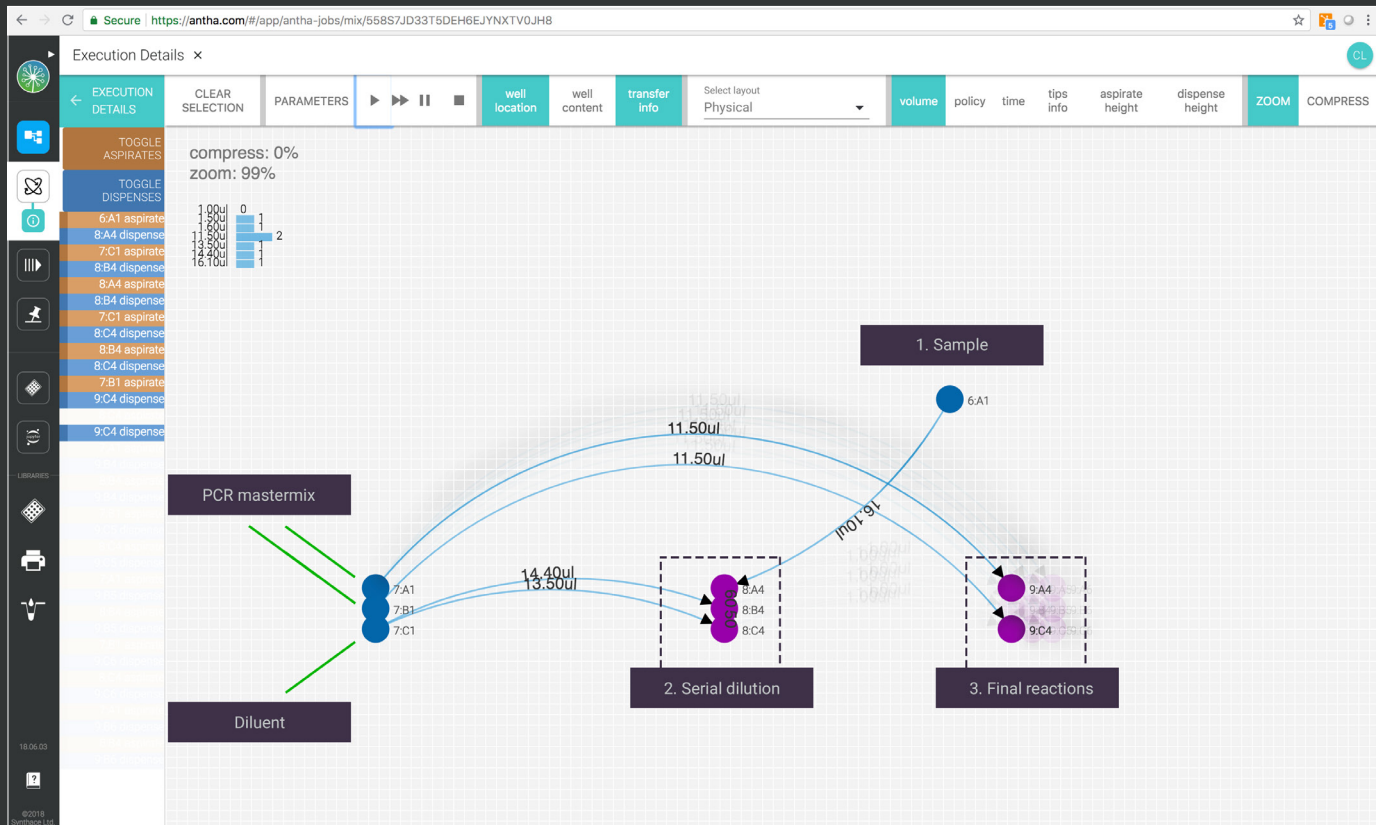 Secure https://antha.com/#/app/antha-jobs/mix/558S7JD33T5DEH6EJYNXTV0JH8
5
Execution Details ×
CL
EXECUTION
DETAILS
CLEAR
SELECTION
PARAMETERS
well
location
well
content
transfer
info
Select layout
Physical
volume
policy
time
tips
info
aspirate
height
dispense
height
ZOOM
COMPRESS
TOGGLE
ASPIRATES
TOGGLE
DISPENSES
6:A1 aspirate
8:A4 dispense
7:C1 aspirate
8:B4 dispense
8:A4 aspirate
8:B4 dispense
7:C1 aspirate
8:C4 dispense
8:B4 aspirate
8:C4 dispense
7:B1 aspirate
9:C4 dispense
9:C4 dispense
compress: 0%
zoom: 99%
1.00ul 0
1.50ul 1
1.60ul 1
11.50ul 2
13.50ul 1
14.40ul 1
16.10ul 1
1. Sample
6:A1
11.50ul
11.50ul
11.50ul
16.10ul
PCR mastermix
14.40ul
13.50ul
7:A1
7:B1
7:C1
8:A4
8:B4
8:C4
9:A4
9:C4
2. Serial dilution
3. Final reactions
Diluent
LIBRARIES
18.06.03
?
©2018
Synthace Ltd.